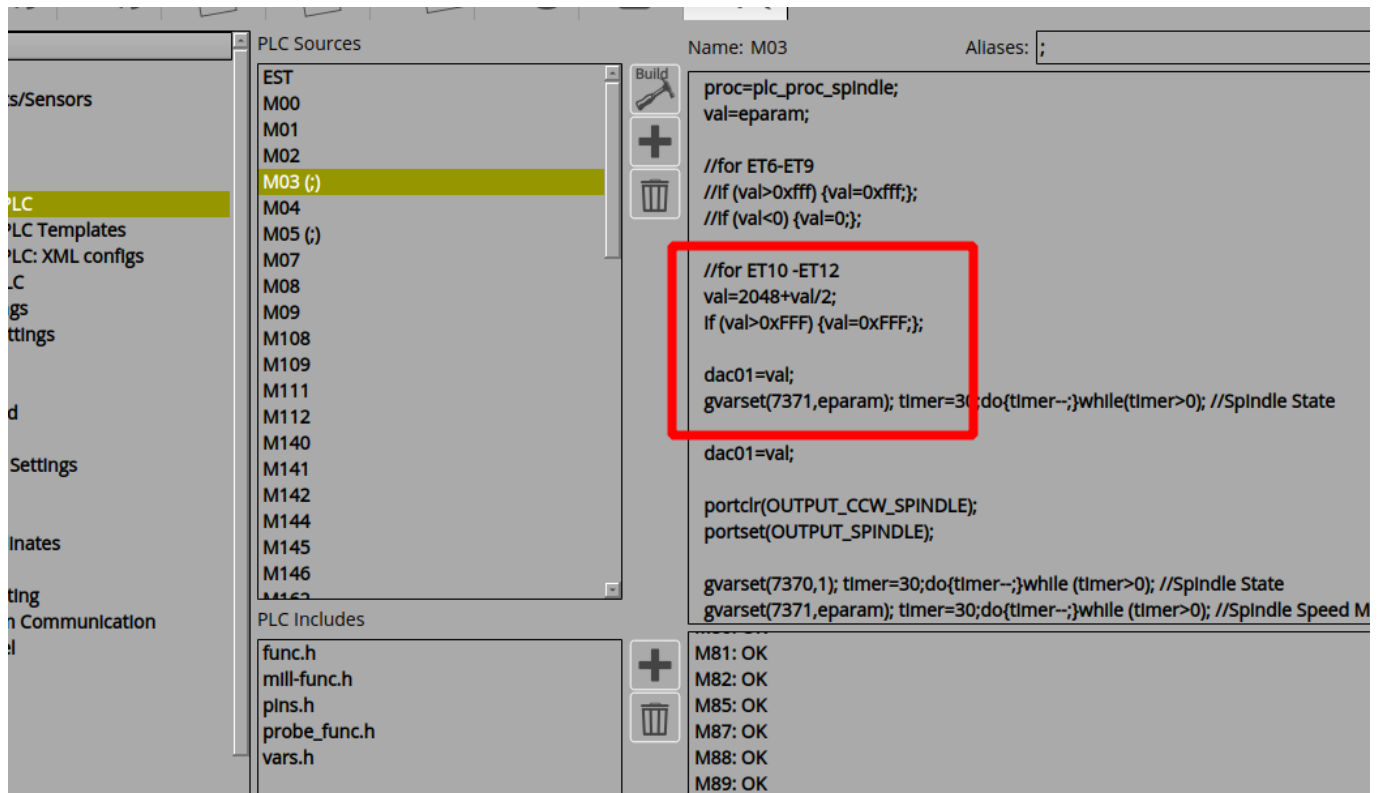 PLC Sources
Name: M03
Aliases: ;
s/Sensors
PLC
PLC Templates
PLC: XML configs
LC
gs
ttings
d
Settings
inates
ting
n Communication
el
EST
M00
M01
M02
M03 (;)
M04
M05 (;)
M07
M08
M09
M108
M109
M111
M112
M140
M141
M142
M144
M145
M146
M162
Build
proc=plc_proc_spindle;
val=eparam;
//for ET6-ET9
//if (val>0xfff) {val=0xfff;};
//if (val<0) {val=0;};
//for ET10 -ET12
val=2048+val/2;
if (val>0xFFF) {val=0xFFF;};
dac01=val;
gvarset(7371,eparam); timer=30;do{timer--;}while(timer>0); //Spindle State
dac01=val;
portclr(OUTPUT_CCW_SPINDLE);
portset(OUTPUT_SPINDLE);
gvarset(7370,1); timer=30;do{timer--;}while (timer>0); //Spindle State
gvarset(7371,eparam); timer=30;do{timer--;}while (timer>0); //Spindle Speed M
PLC Includes
func.h
mill-func.h
pins.h
probe_func.h
vars.h
M81: OK
M82: OK
M85: OK
M87: OK
M88: OK
M89: OK